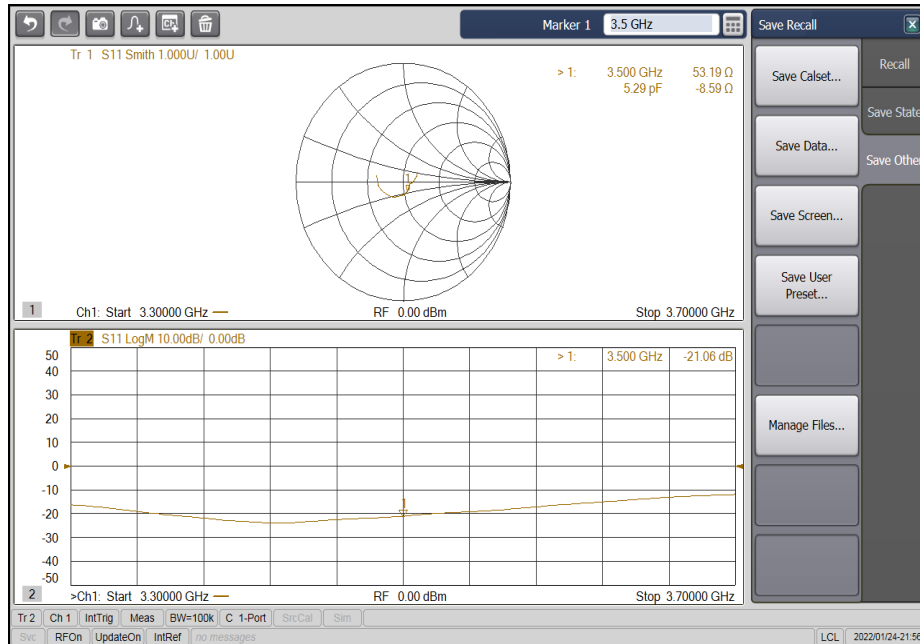 Marker 1 3.5 GHz
Save Recall
Tr 1 S11 Smith 1.000U/ 1.00U
> 1: 3.500 GHz 53.19 Ω
5.29 pF -8.59 Ω
1
1 Ch1: Start 3.30000 GHz — RF 0.00 dBm Stop 3.70000 GHz
Tr 2 S11 LogM 10.00dB/ 0.00dB
> 1: 3.500 GHz -21.06 dB
50
40
30
20
10
0
-10
-20
-30
-40
-50
1
2 >Ch1: Start 3.30000 GHz — RF 0.00 dBm Stop 3.70000 GHz
Save Calset...
Save Data...
Save Screen...
Save User
Preset...
Manage Files...
Recall
Save State
Save Other
Tr 2 Ch 1 IntTrig Meas BW=100k C 1-Port SrcCal Sim
Svc RFOn UpdateOn IntRef no messages LCL 2022/01/24-21:56